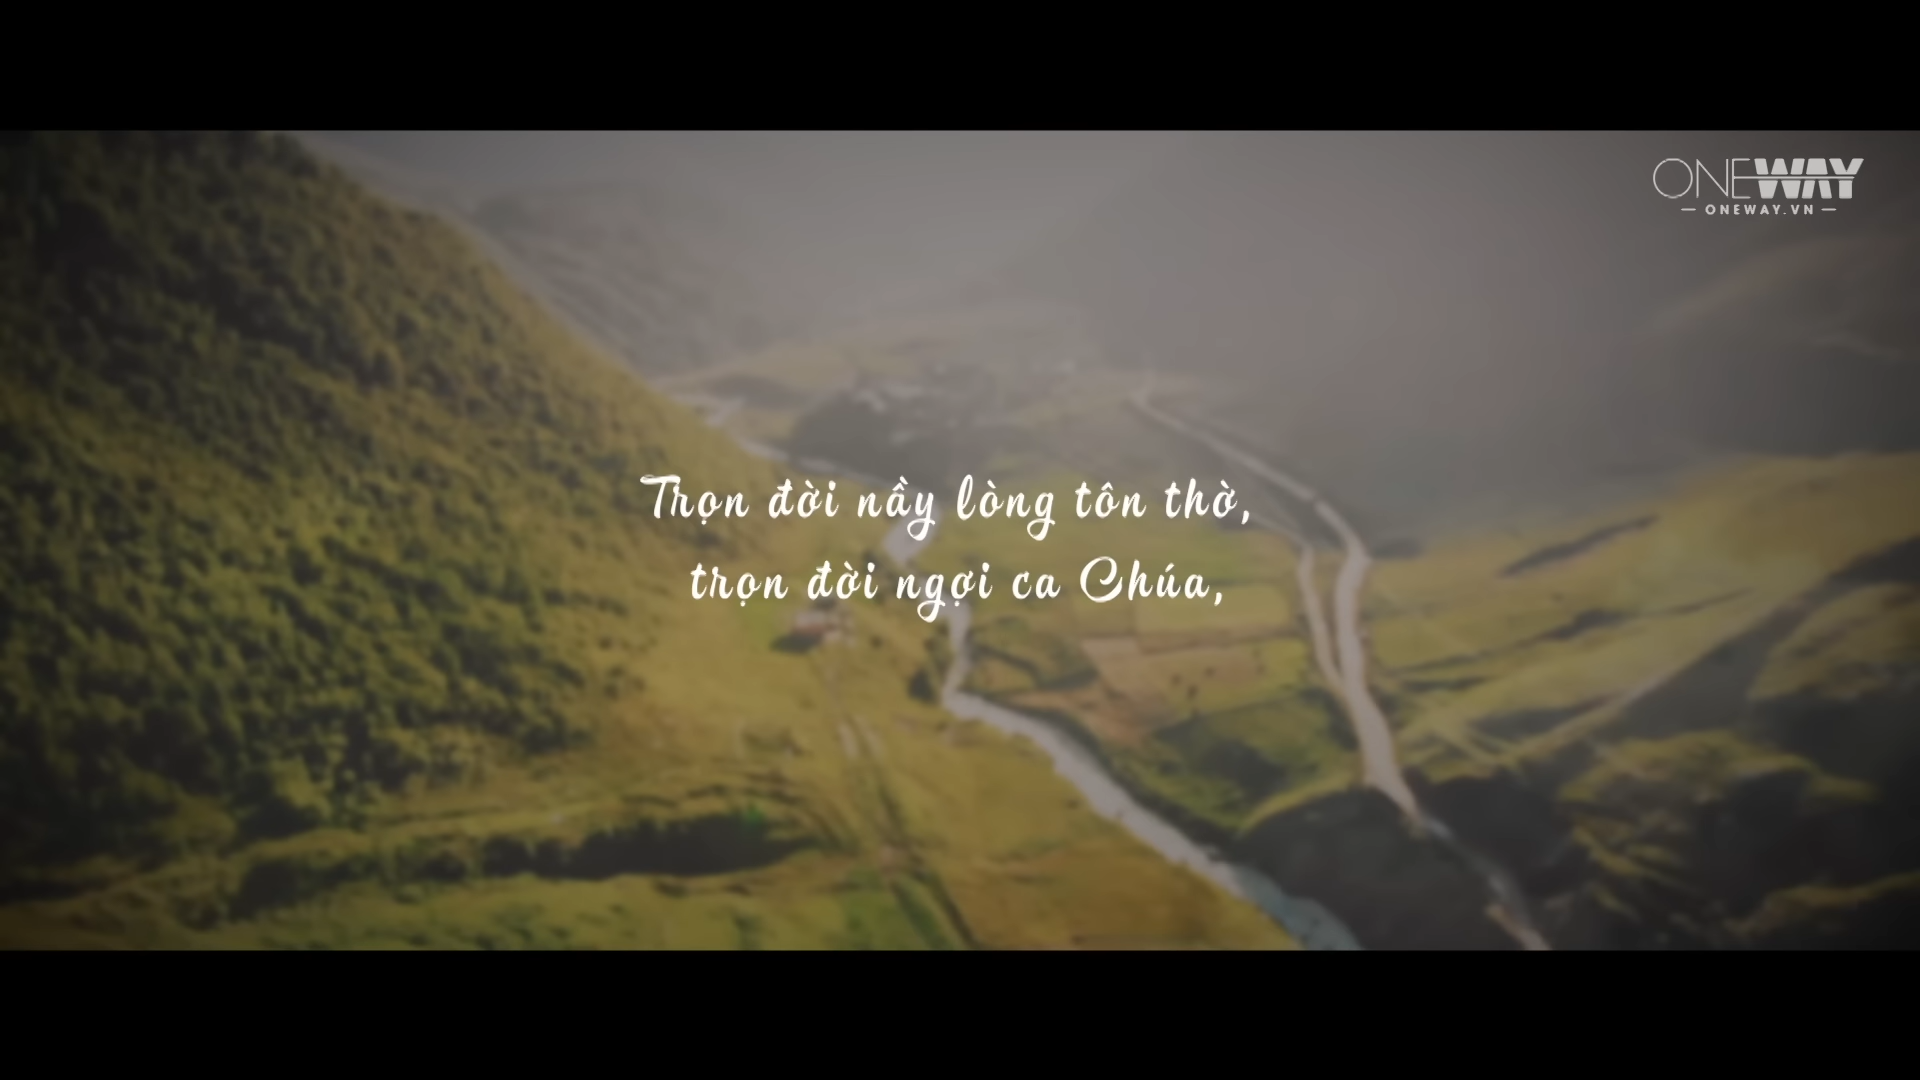 ONEWAY
— ONEWAY.VN —
Trọn đời nầy lòng tôn thờ,
trọn đời ngợi ca Chúa,